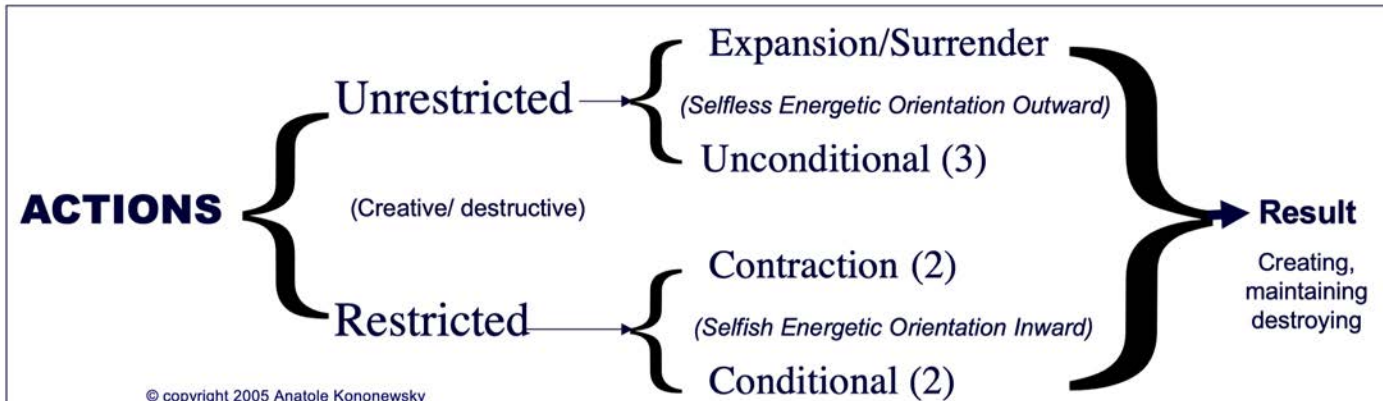 Expansion/Surrender
Unrestricted
(Selfless Energetic Orientation Outward)
Unconditional (3)
ACTIONS
(Creative/ destructive)
Result
Creating,
maintaining
destroying
Contraction (2)
Restricted
(Selfish Energetic Orientation Inward)
Conditional (2)
© copyright 2005 Anatole Kononewsky